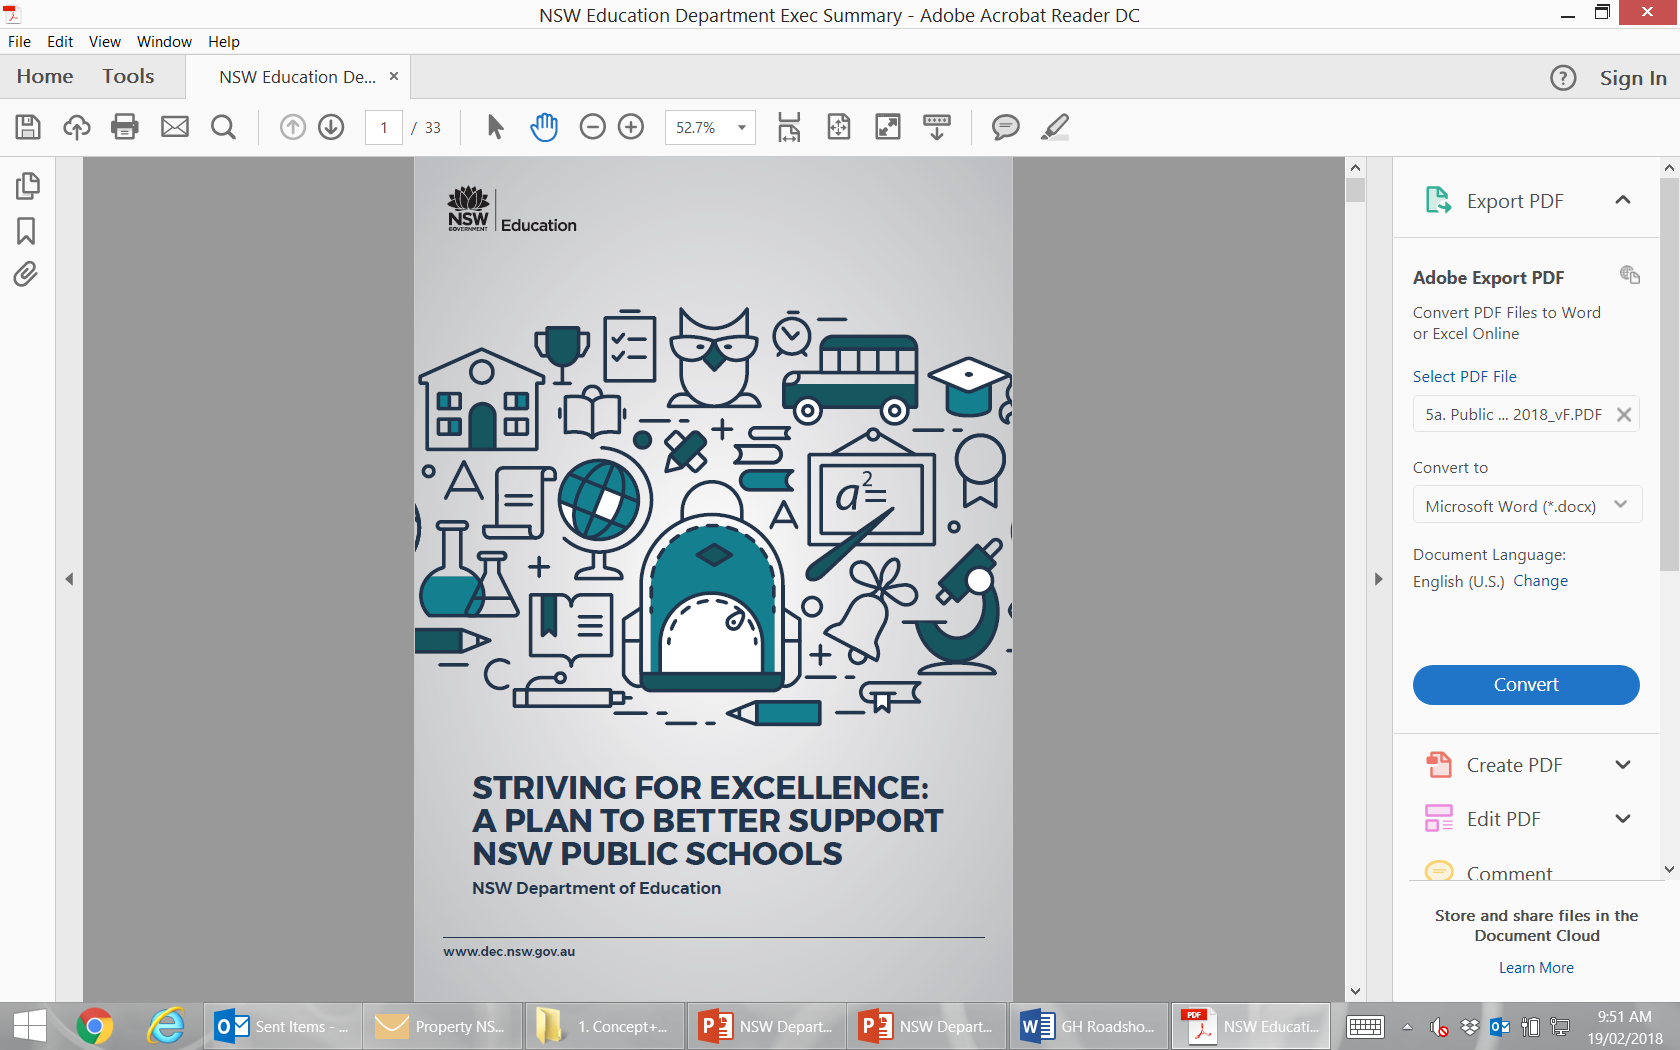 NSW Education Department Exec Summary - Adobe Acrobat Reader DC
File Edit View Window Help
Home Tools NSW Education De... × ? Sign In
1 / 33 52.7%
NSW
GOVERNMENT
Education
Export PDF
Adobe Export PDF
Convert PDF Files to Word
or Excel Online
Select PDF File
5a. Public ... 2018_vF.PDF
Convert to
Microsoft Word (*.docx)
Document Language:
English (U.S.) Change
Convert
Create PDF
Edit PDF
Comment
Store and share files in the
Document Cloud
Learn More
A
A
a²=
C
STRIVING FOR EXCELLENCE:
A PLAN TO BETTER SUPPORT
NSW PUBLIC SCHOOLS
NSW Department of Education
www.dec.nsw.gov.au
Sent Items - ... Property NS... 1. Concept+... NSW Depart... NSW Depart... GH Roadsho... PDF NSW Educati...
9:51 AM
19/02/2018